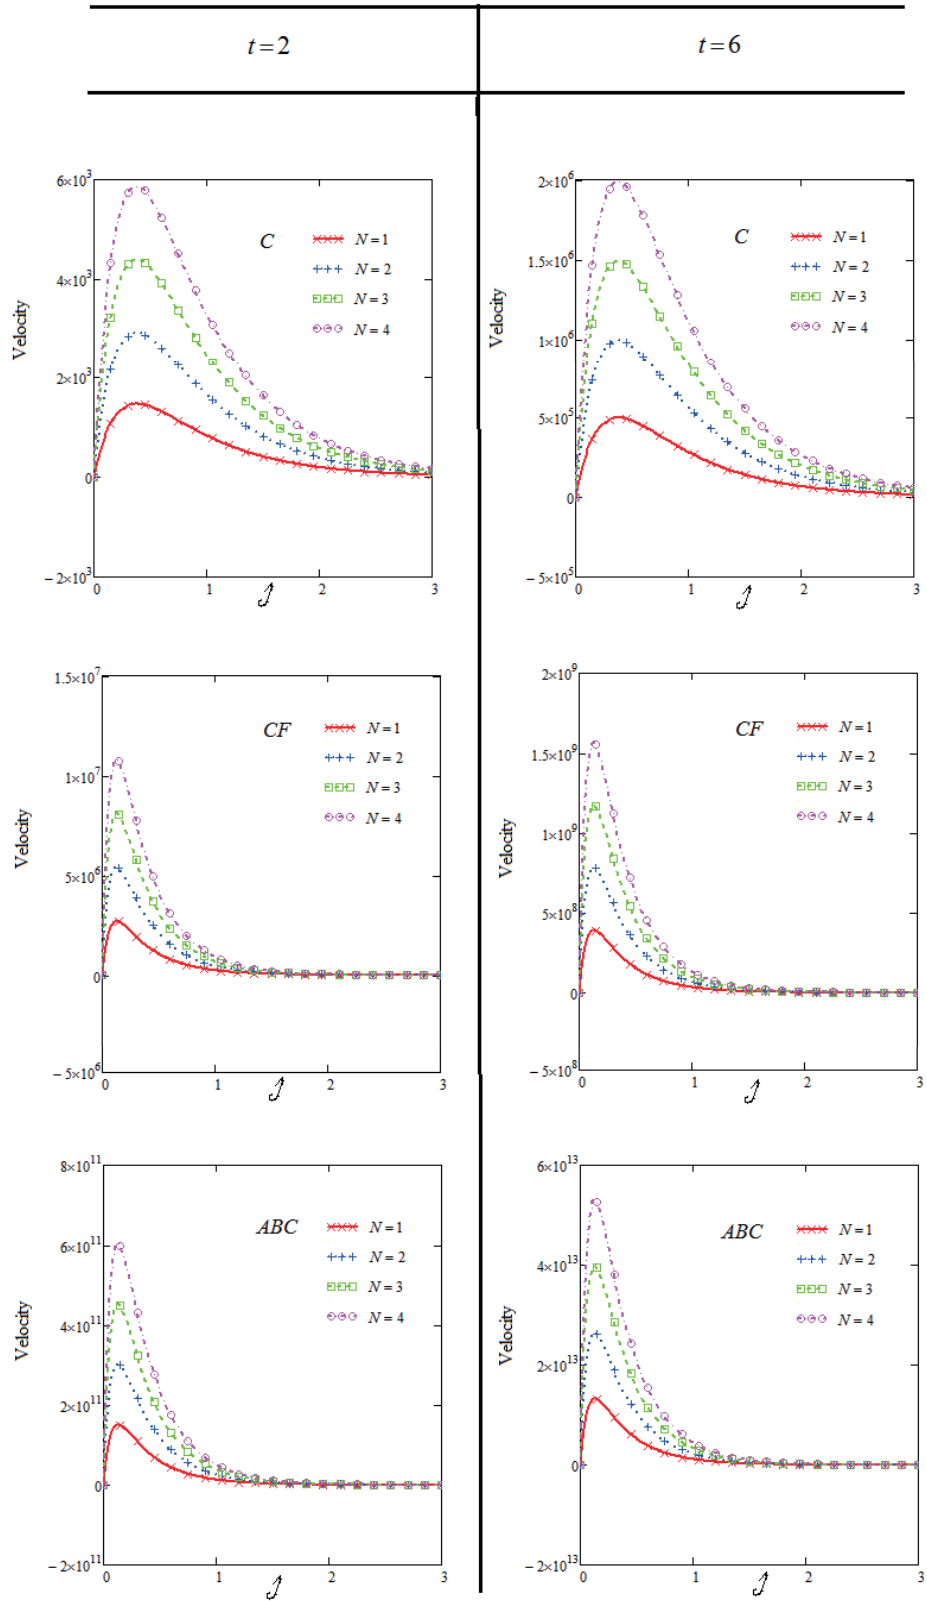 t = 2
t = 6
6×10³
4×10³
2×10³
0
−2×10³
0 1 2 3
Velocity
C
N = 1
N = 2
N = 3
N = 4
2×10⁶
1.5×10⁶
1×10⁶
5×10⁵
0
−5×10⁵
0 1 2 3
Velocity
C
N = 1
N = 2
N = 3
N = 4
1.5×10⁷
1×10⁷
5×10⁶
0
−5×10⁶
0 1 2 3
Velocity
CF
N = 1
N = 2
N = 3
N = 4
2×10⁹
1.5×10⁹
1×10⁹
5×10⁸
0
−5×10⁸
0 1 2 3
Velocity
CF
N = 1
N = 2
N = 3
N = 4
8×10¹¹
6×10¹¹
4×10¹¹
2×10¹¹
0
−2×10¹¹
0 1 2 3
Velocity
ABC
N = 1
N = 2
N = 3
N = 4
6×10¹³
4×10¹³
2×10¹³
0
−2×10¹³
0 1 2 3
Velocity
ABC
N = 1
N = 2
N = 3
N = 4